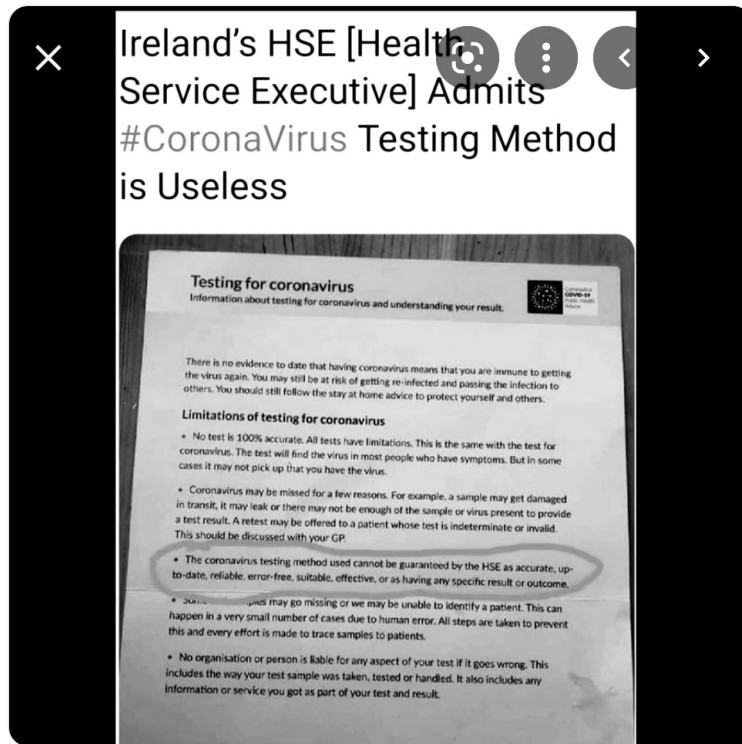 Ireland's HSE [Health
Service Executive] Admits
#CoronaVirus Testing Method
is Useless
Testing for coronavirus
Information about testing for coronavirus and understanding your result.
Coronavirus
COVID-19
Public Health
Advice
There is no evidence to date that having coronavirus means that you are immune to getting
the virus again. You may still be at risk of getting re-infected and passing the infection to
others. You should still follow the stay at home advice to protect yourself and others.
Limitations of testing for coronavirus
• No test is 100% accurate. All tests have limitations. This is the same with the test for
coronavirus. The test will find the virus in most people who have symptoms. But in some
cases it may not pick up that you have the virus.
• Coronavirus may be missed for a few reasons. For example, a sample may get damaged
in transit, it may leak or there may not be enough of the sample or virus present to provide
a test result. A retest may be offered to a patient whose test is indeterminate or invalid.
This should be discussed with your GP.
• The coronavirus testing method used cannot be guaranteed by the HSE as accurate, up-
to-date, reliable, error-free, suitable, effective, or as having any specific result or outcome.
• may go missing or we may be unable to identify a patient. This can
happen in a very small number of cases due to human error. All steps are taken to prevent
this and every effort is made to trace samples to patients.
• No organisation or person is liable for any aspect of your test if it goes wrong. This
includes the way your test sample was taken, tested or handled. It also includes any
information or service you got as part of your test and result.